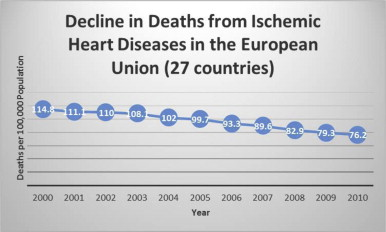 Decline in Deaths from Ischemic
Heart Diseases in the European
Union (27 countries)
Deaths per 100,000 Population
114.8 111.1 110 108.1 102 99.7 93.3 89.6 82.9 79.3 76.2
2000 2001 2002 2003 2004 2005 2006 2007 2008 2009 2010
Year